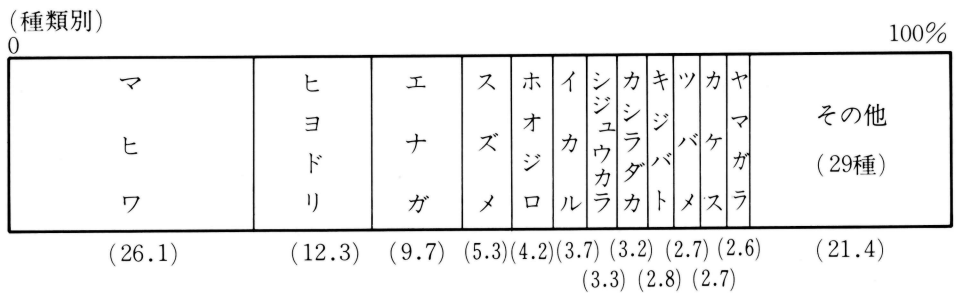 (種類別)
0
100%
マヒワ
ヒヨドリ
エナガ
スズメ
ホオジロ
イカル
シジュウカラ
カシラダカ
キジバト
ツバメ
カケス
ヤマガラ
その他
(29種)
(26.1)
(12.3)
(9.7)
(5.3)
(4.2)
(3.7)
(3.3)
(3.2)
(2.8)
(2.7)
(2.7)
(2.6)
(21.4)